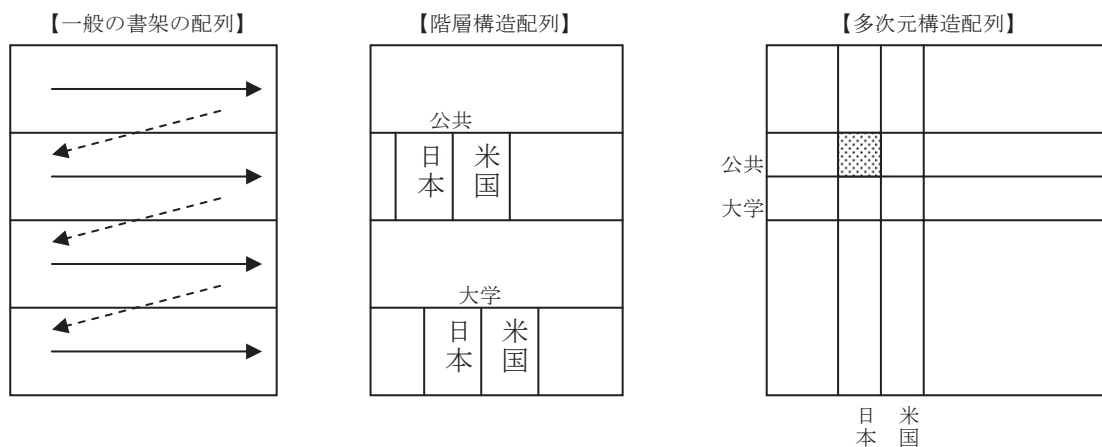 【一般の書架の配列】
【階層構造配列】
【多次元構造配列】
公共
日本
米国
大学
日本
米国
公共
大学
日本
米国